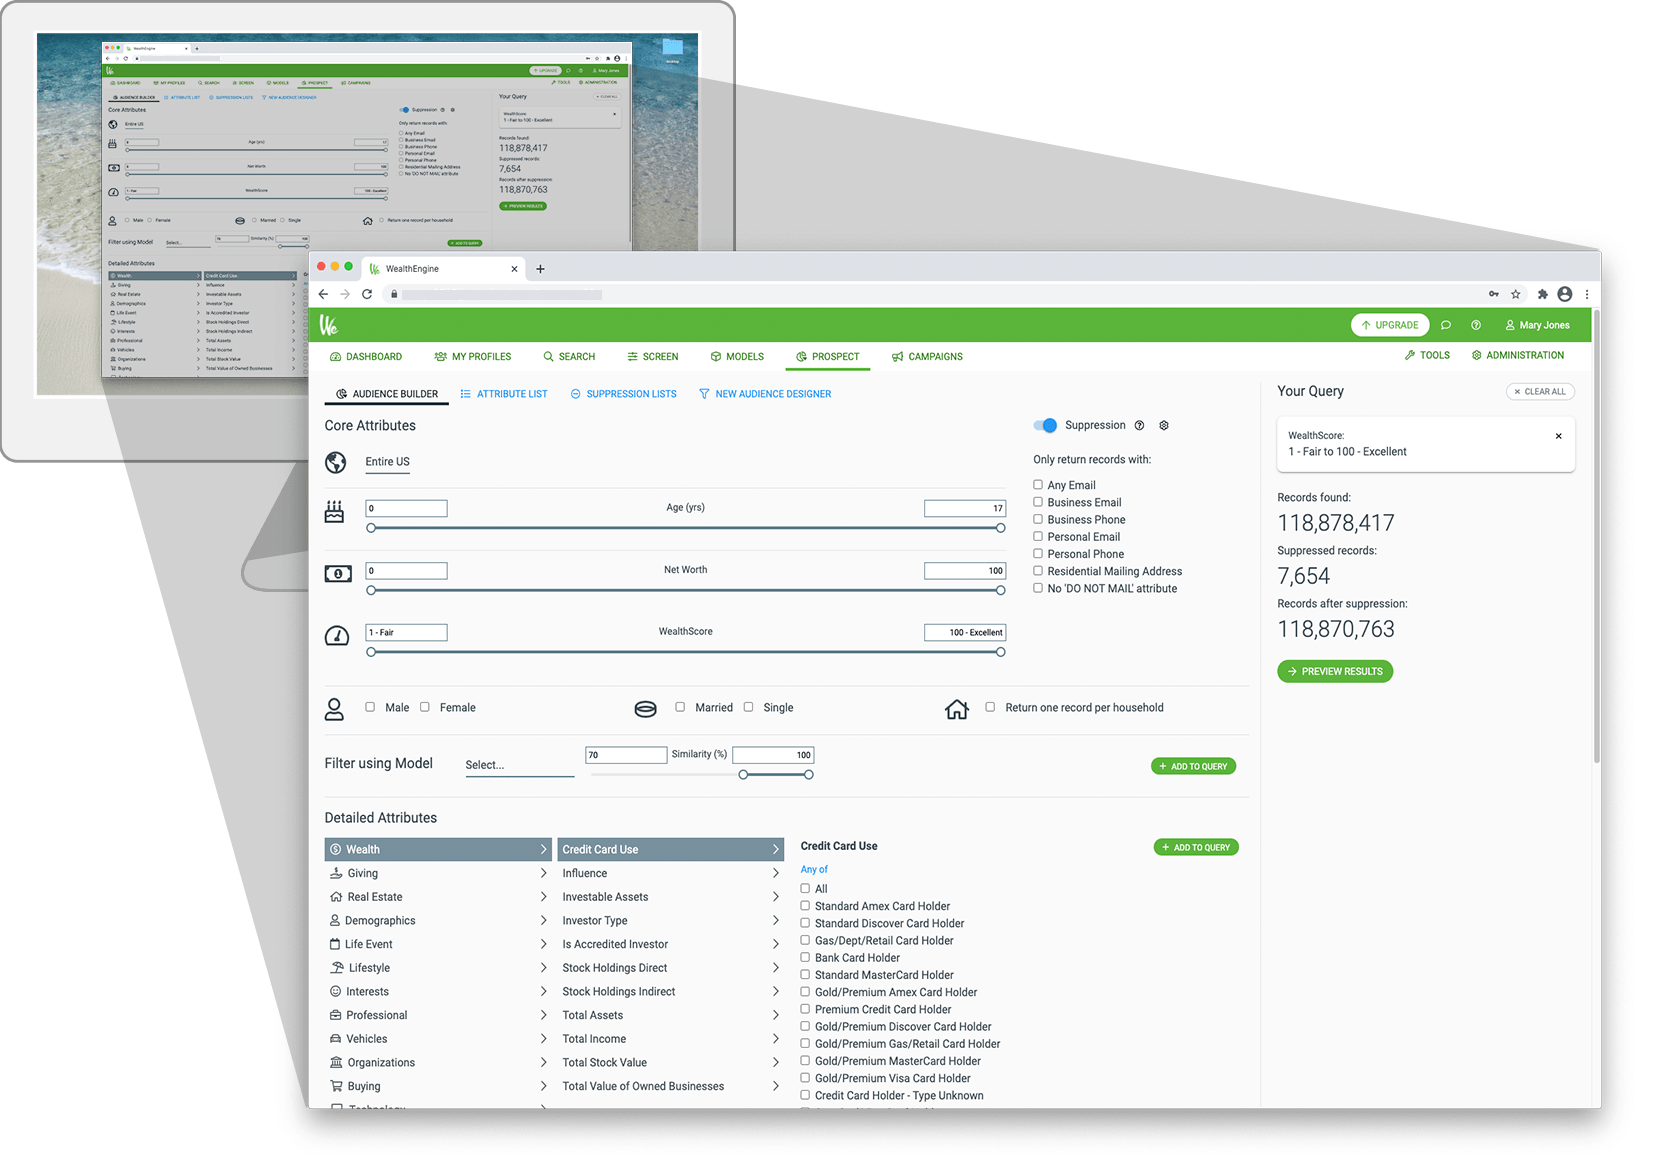 WealthEngine
We
UPGRADE
Mary Jones
DASHBOARD
MY PROFILES
SEARCH
SCREEN
MODELS
PROSPECT
CAMPAIGNS
TOOLS
ADMINISTRATION
AUDIENCE BUILDER
ATTRIBUTE LIST
SUPPRESSION LISTS
NEW AUDIENCE DESIGNER
Core Attributes
Entire US
0
Age (yrs)
17
0
Net Worth
100
1 - Fair
WealthScore
100 - Excellent
Suppression
Only return records with:
Any Email
Business Email
Business Phone
Personal Email
Personal Phone
Residential Mailing Address
No 'DO NOT MAIL' attribute
Male
Female
Married
Single
Return one record per household
Filter using Model
Select...
70
Similarity (%)
100
+ ADD TO QUERY
Detailed Attributes
Wealth
Giving
Real Estate
Demographics
Life Event
Lifestyle
Interests
Professional
Vehicles
Organizations
Buying
Credit Card Use
Influence
Investable Assets
Investor Type
Is Accredited Investor
Stock Holdings Direct
Stock Holdings Indirect
Total Assets
Total Income
Total Stock Value
Total Value of Owned Businesses
Credit Card Use
+ ADD TO QUERY
Any of
All
Standard Amex Card Holder
Standard Discover Card Holder
Gas/Dept/Retail Card Holder
Bank Card Holder
Standard MasterCard Holder
Gold/Premium Amex Card Holder
Premium Credit Card Holder
Gold/Premium Discover Card Holder
Gold/Premium Gas/Retail Card Holder
Gold/Premium MasterCard Holder
Gold/Premium Visa Card Holder
Credit Card Holder - Type Unknown
Your Query
CLEAR ALL
WealthScore:
1 - Fair to 100 - Excellent
Records found:
118,878,417
Suppressed records:
7,654
Records after suppression:
118,870,763
PREVIEW RESULTS